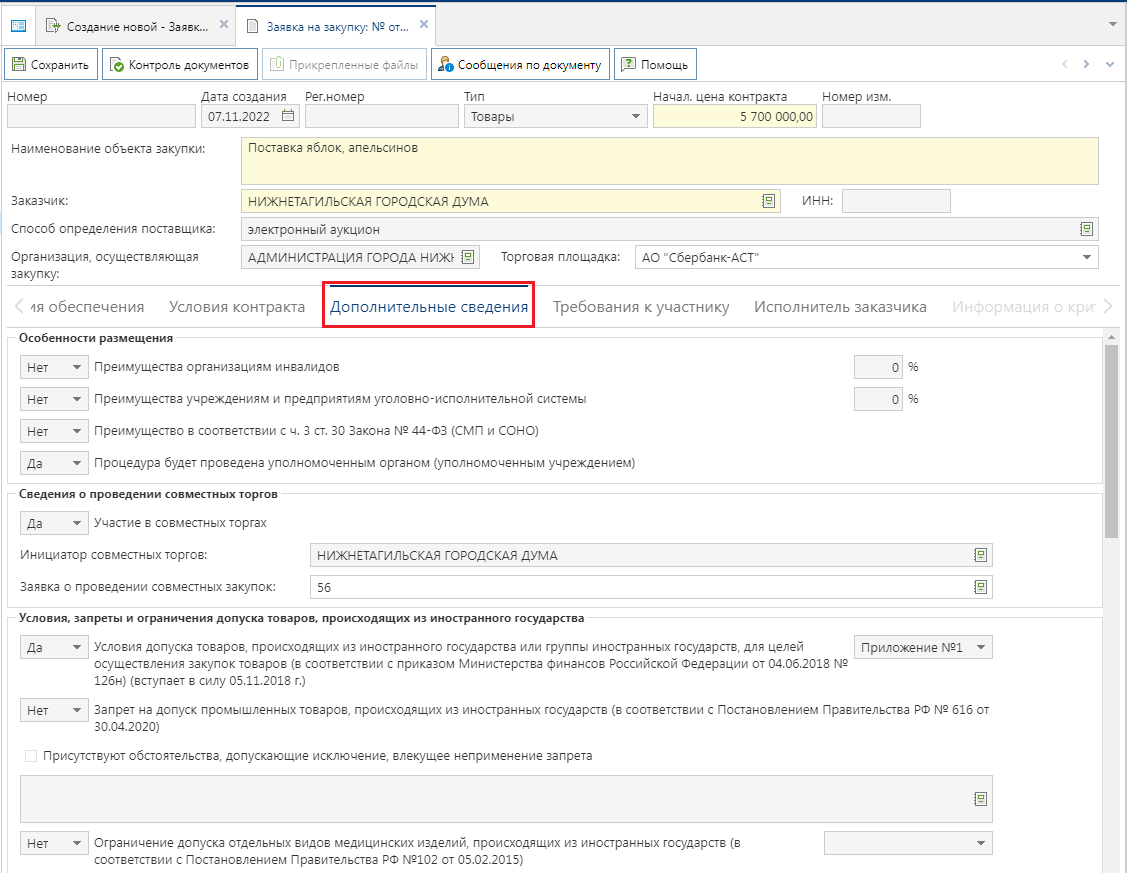 Создание новой - Заявк...
Заявка на закупку: № от...
Сохранить
Контроль документов
Прикрепленные файлы
Сообщения по документу
Помощь
Номер
Дата создания
Рег.номер
Тип
Начал. цена контракта
Номер изм.
07.11.2022
Товары
5 700 000,00
Наименование объекта закупки:
Поставка яблок, апельсинов
Заказчик:
НИЖНЕТАГИЛЬСКАЯ ГОРОДСКАЯ ДУМА
ИНН:
Способ определения поставщика:
электронный аукцион
Организация, осуществляющая
закупку:
АДМИНИСТРАЦИЯ ГОРОДА НИЖН
Торговая площадка:
АО "Сбербанк-АСТ"
ия обеспечения
Условия контракта
Дополнительные сведения
Требования к участнику
Исполнитель заказчика
Информация о кри
Особенности размещения
Нет Преимущества организациям инвалидов 0 %
Нет Преимущества учреждениям и предприятиям уголовно-исполнительной системы 0 %
Нет Преимущество в соответствии с ч. 3 ст. 30 Закона № 44-ФЗ (СМП и СОНО)
Да Процедура будет проведена уполномоченным органом (уполномоченным учреждением)
Сведения о проведении совместных торгов
Да Участие в совместных торгах
Инициатор совместных торгов: НИЖНЕТАГИЛЬСКАЯ ГОРОДСКАЯ ДУМА
Заявка о проведении совместных закупок: 56
Условия, запреты и ограничения допуска товаров, происходящих из иностранного государства
Да Условия допуска товаров, происходящих из иностранного государства или группы иностранных государств, для целей Приложение №1
осуществления закупок товаров (в соответствии с приказом Министерства финансов Российской Федерации от 04.06.2018 №
126н) (вступает в силу 05.11.2018 г.)
Нет Запрет на допуск промышленных товаров, происходящих из иностранных государств (в соответствии с Постановлением Правительства РФ № 616 от
30.04.2020)
Присутствуют обстоятельства, допускающие исключение, влекущее неприменение запрета
Нет Ограничение допуска отдельных видов медицинских изделий, происходящих из иностранных государств (в
соответствии с Постановлением Правительства РФ №102 от 05.02.2015)